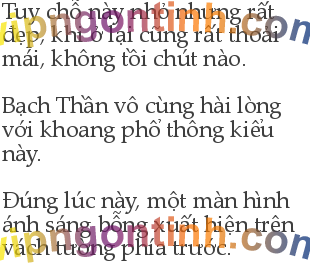 Tuy chỗ này nhỏ nhưng rất
đẹp, khi ở lại cũng rất thoải
mái, không tồi chút nào.
Bạch Thần vô cùng hài lòng
với khoang phổ thông kiểu
này.
Đúng lúc này, một màn hình
ánh sáng bỗng xuất hiện trên
vách tường phía trước.